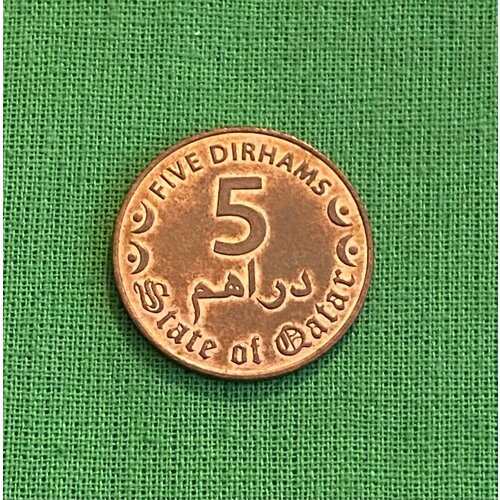 FIVE DIRHAMS
5
دراهم
State of Qatar